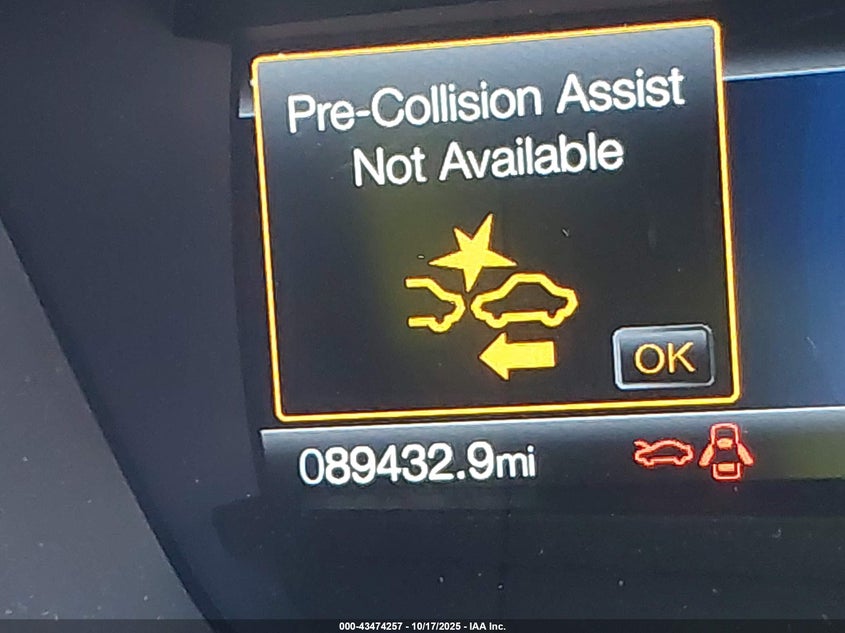 Pre-Collision Assist
Not Available
OK
089432.9mi
000-43474257 - 10/17/2025 - IAA Inc.